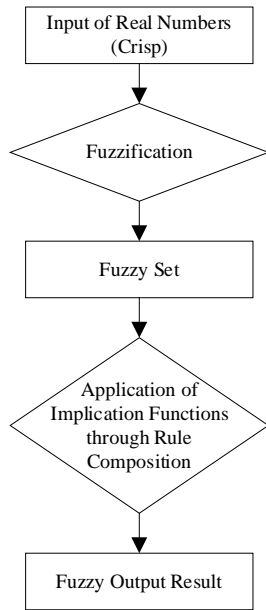 Input of Real Numbers
(Crisp)
Fuzzification
Fuzzy Set
Application of
Implication Functions
through Rule
Composition
Fuzzy Output Result